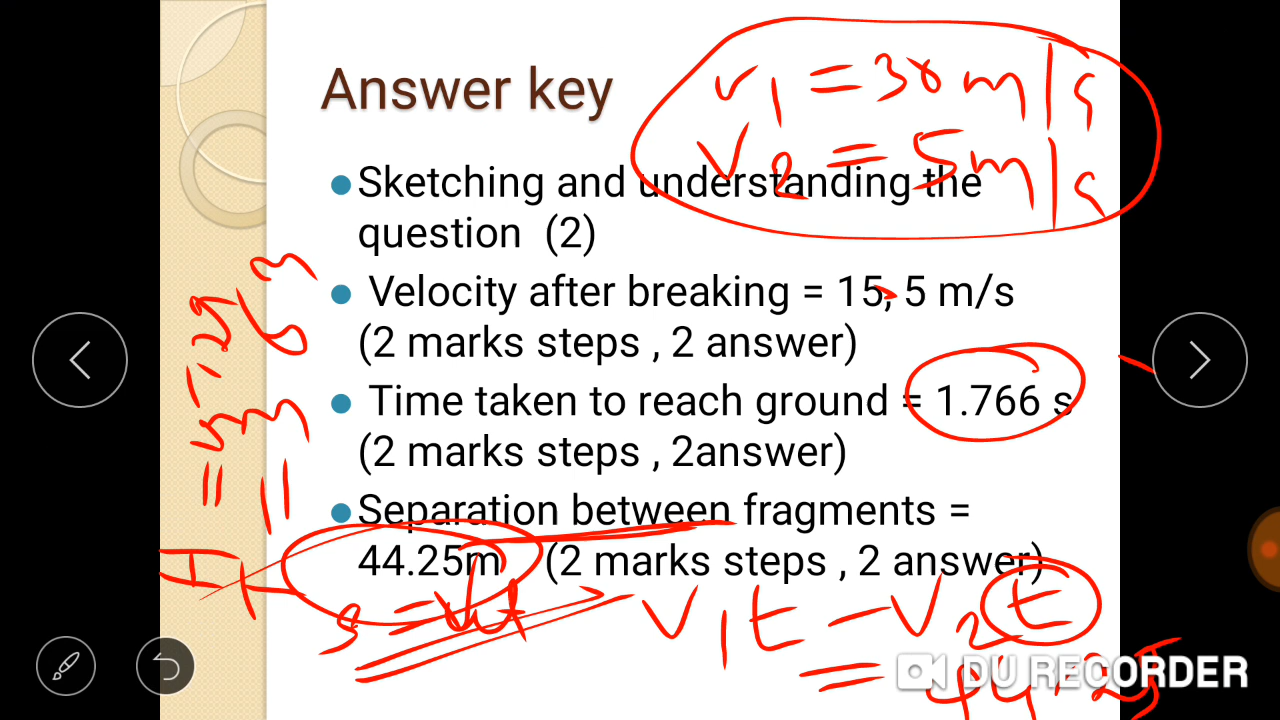 Answer key
v1 = 30 m/s
V2 = 5 m/s
Sketching and understanding the
question (2)
Velocity after breaking = 15, 5 m/s
(2 marks steps , 2 answer)
Time taken to reach ground = 1.766 s
(2 marks steps , 2answer)
Separation between fragments =
44.25m (2 marks steps , 2 answer)
V1t - V2t
= 44.25
DU RECORDER